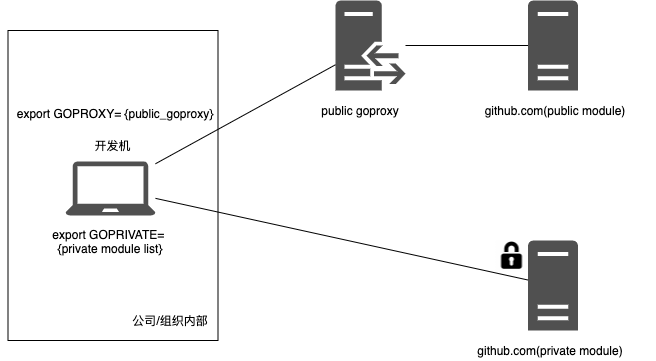 export GOPROXY= {public_goproxy}
开发机
export GOPRIVATE=
{private module list}
公司/组织内部
public goproxy
github.com(public module)
github.com(private module)